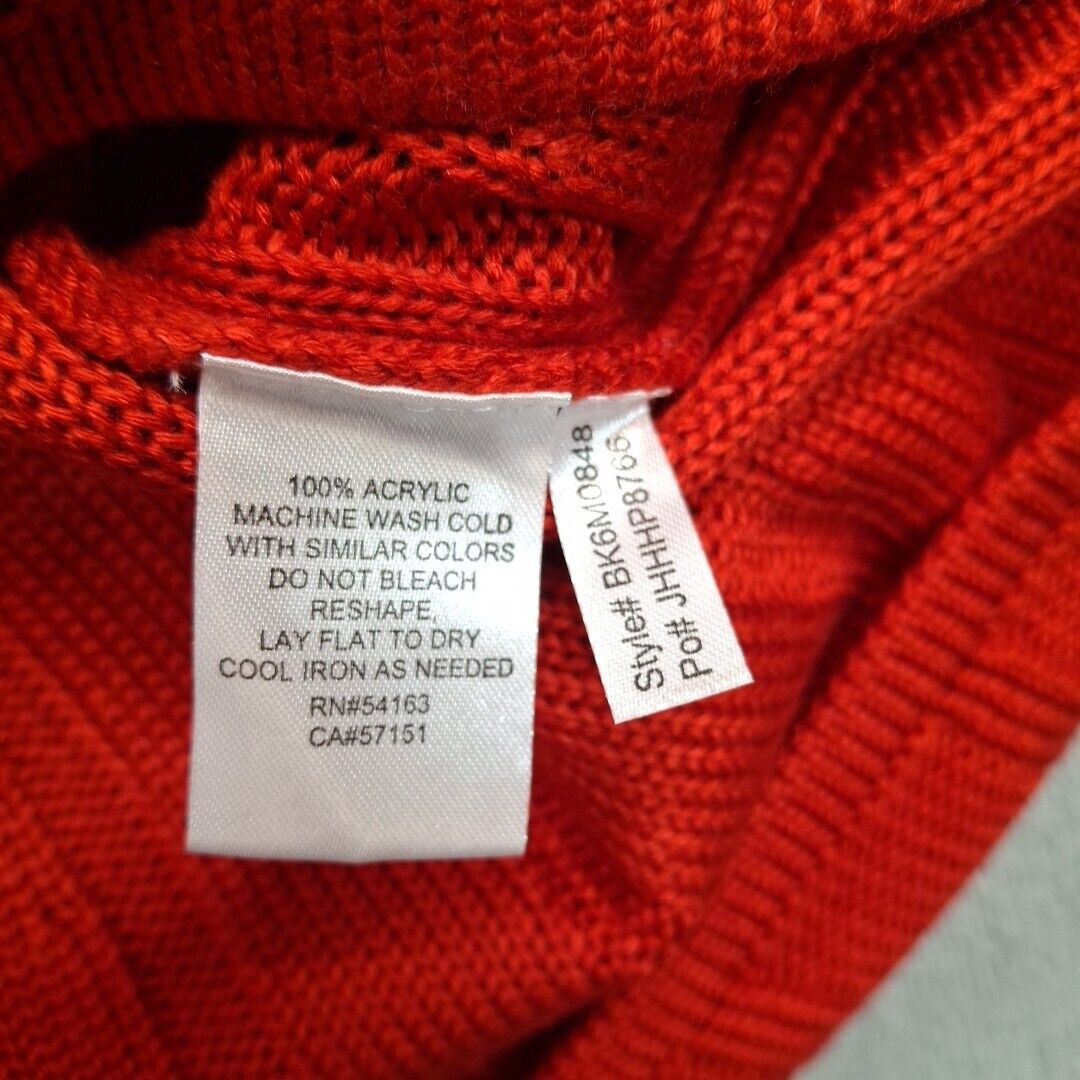 100% ACRYLIC
MACHINE WASH COLD
WITH SIMILAR COLORS
DO NOT BLEACH
RESHAPE,
LAY FLAT TO DRY
COOL IRON AS NEEDED
RN#54163
CA#57151
Style# BK6M0848
Po#